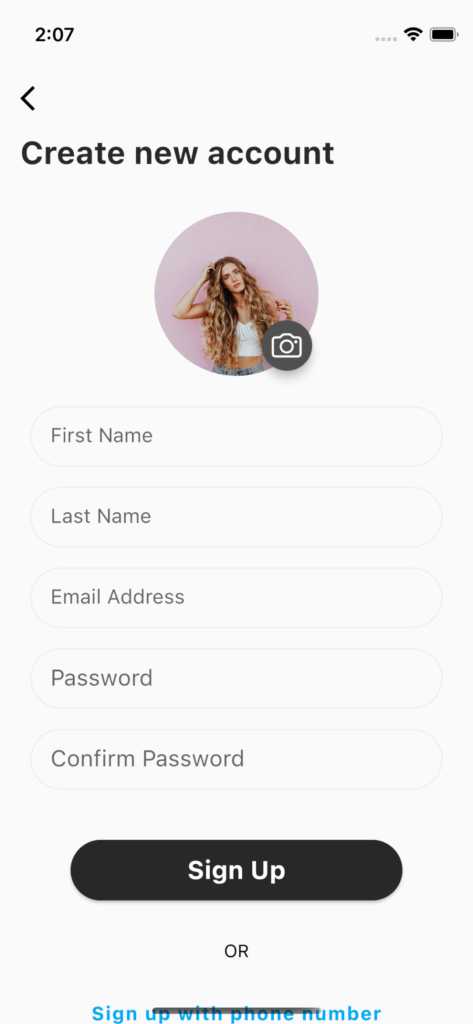 2:07
Create new account
First Name
Last Name
Email Address
Password
Confirm Password
Sign Up
OR
Sign up with phone number